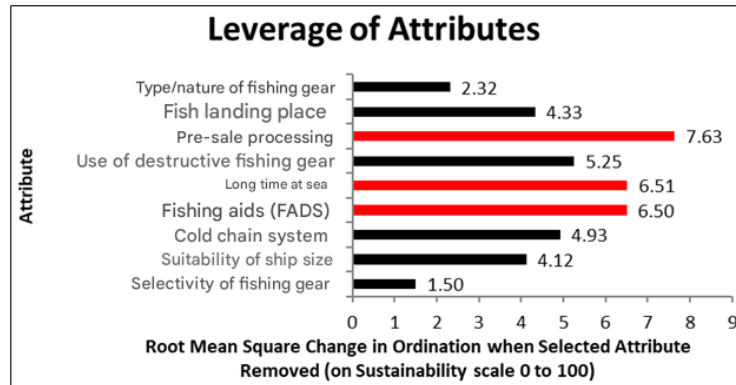 Leverage of Attributes
Attribute
Type/nature of fishing gear 2.32
Fish landing place 4.33
Pre-sale processing 7.63
Use of destructive fishing gear 5.25
Long time at sea 6.51
Fishing aids (FADS) 6.50
Cold chain system 4.93
Suitability of ship size 4.12
Selectivity of fishing gear 1.50
0 1 2 3 4 5 6 7 8 9
Root Mean Square Change in Ordination when Selected Attribute
Removed (on Sustainability scale 0 to 100)